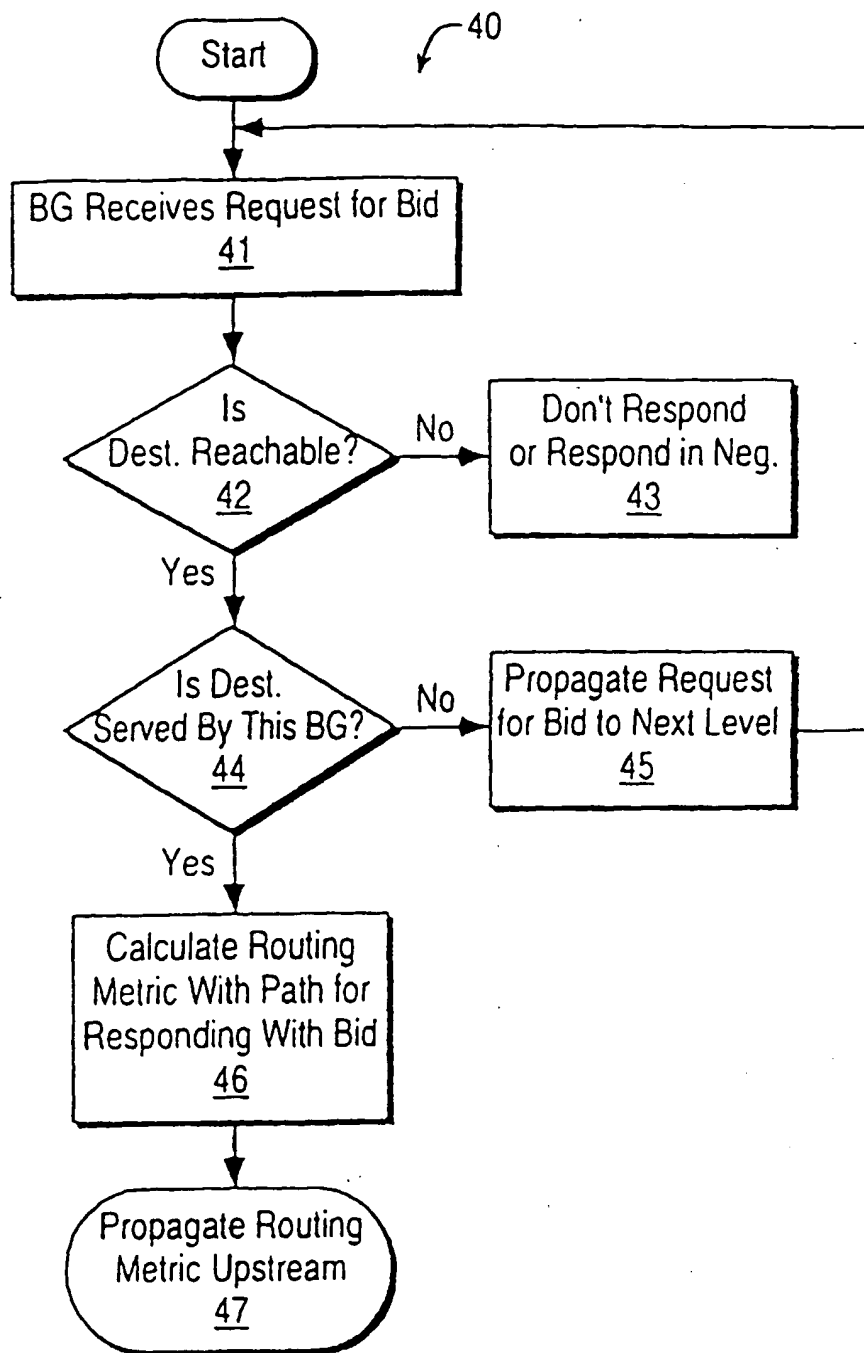 40
Start
BG Receives Request for Bid
41
Is
Dest. Reachable?
42
No
Don't Respond
or Respond in Neg.
43
Yes
Is Dest.
Served By This BG?
44
No
Propagate Request
for Bid to Next Level
45
Yes
Calculate Routing
Metric With Path for
Responding With Bid
46
Propagate Routing
Metric Upstream
47